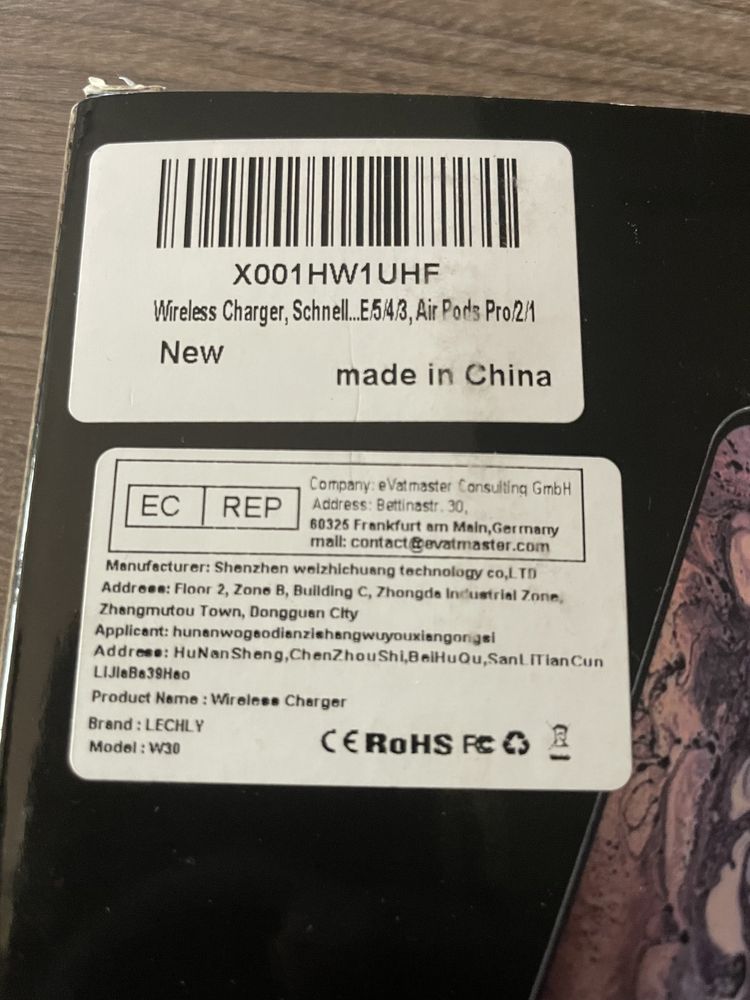 X001HW1UHF
Wireless Charger, Schnell...E/5/4/3, Air Pods Pro/2/1
New
made in China
EC REP
Company: eVatmaster Consulting GmbH
Address: Bettinastr. 30,
60325 Frankfurt am Main,Germany
mail: contact@evatmaster.com
Manufacturer: Shenzhen weizhichuang technology co,LTD
Address: Floor 2, Zone B, Building C, Zhongda Industrial Zone,
Zhangmutou Town, Dongguan City
Applicant: hunanwogaodianzishangwuyouxiangongsi
Address: HuNanSheng,ChenZhouShi,BeiHuQu,SanLiTianCun
LiJiaBa39Hao
Product Name : Wireless Charger
Brand : LECHLY
Model : W30
CE RoHS FC